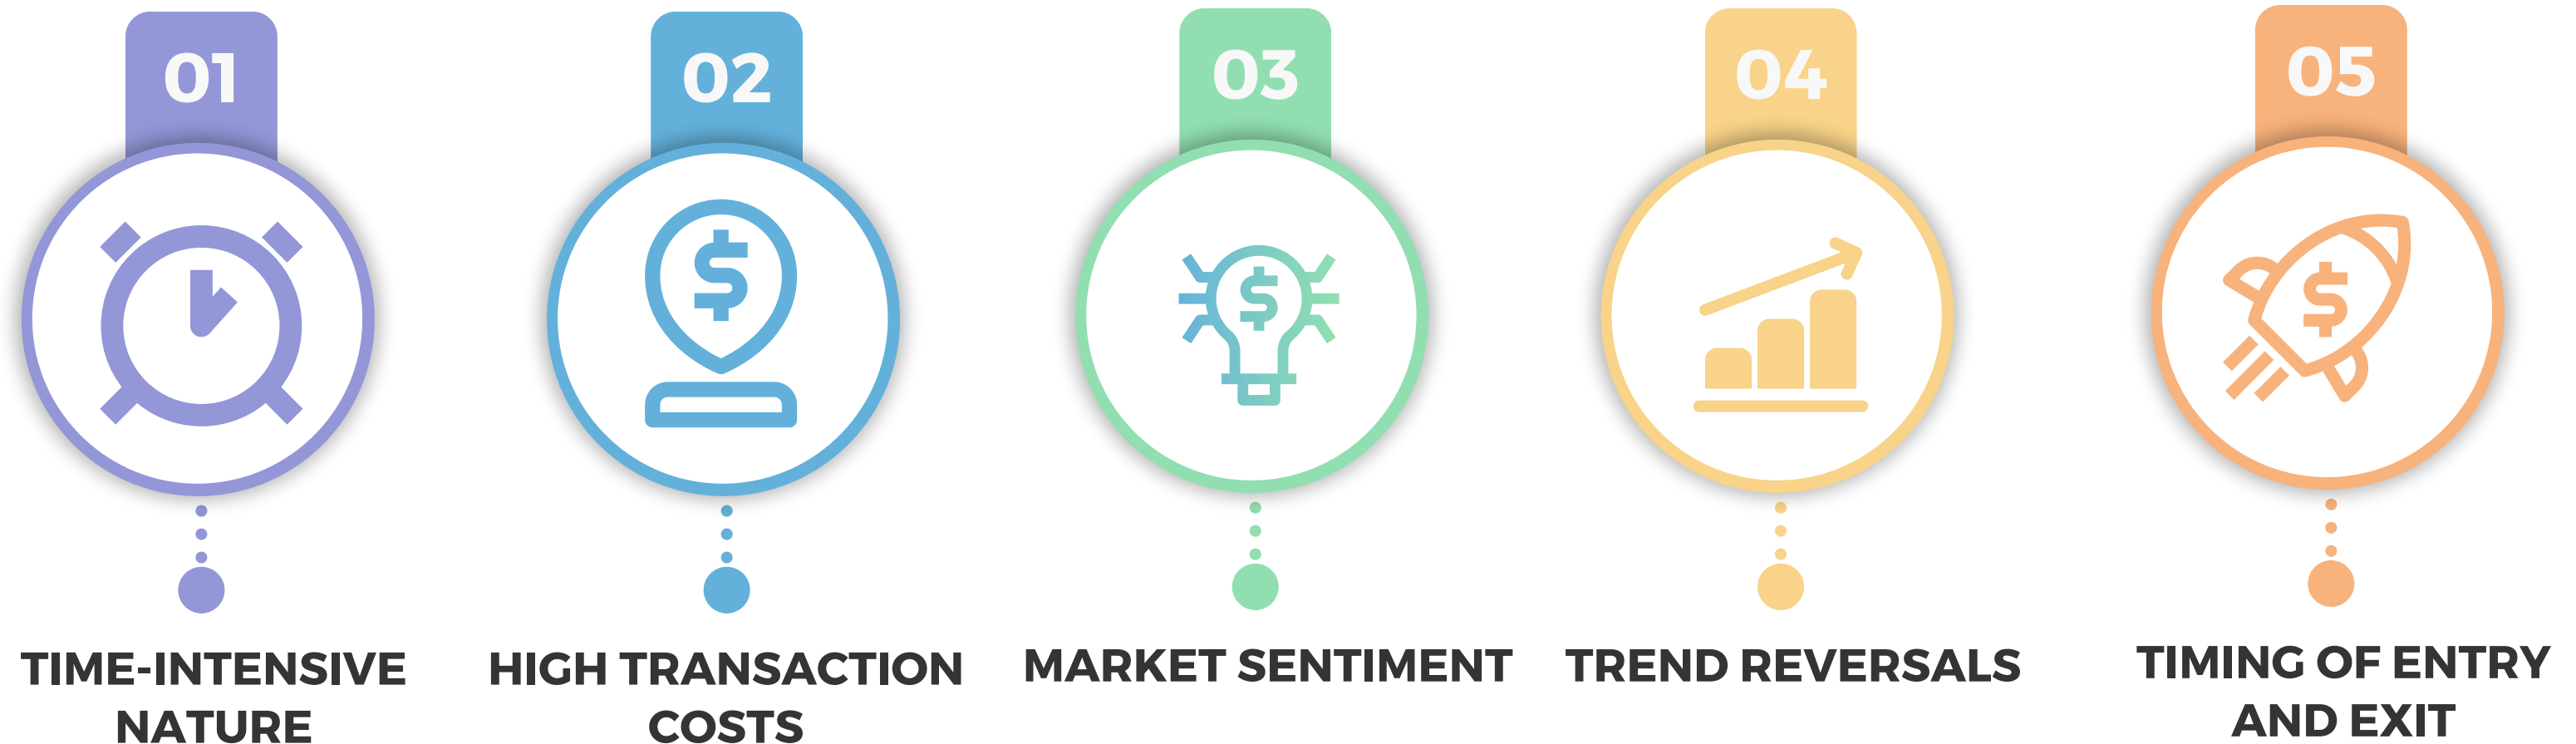 01
TIME-INTENSIVE
NATURE
02
$
HIGH TRANSACTION
COSTS
03
$
MARKET SENTIMENT
04
TREND REVERSALS
05
$
TIMING OF ENTRY
AND EXIT